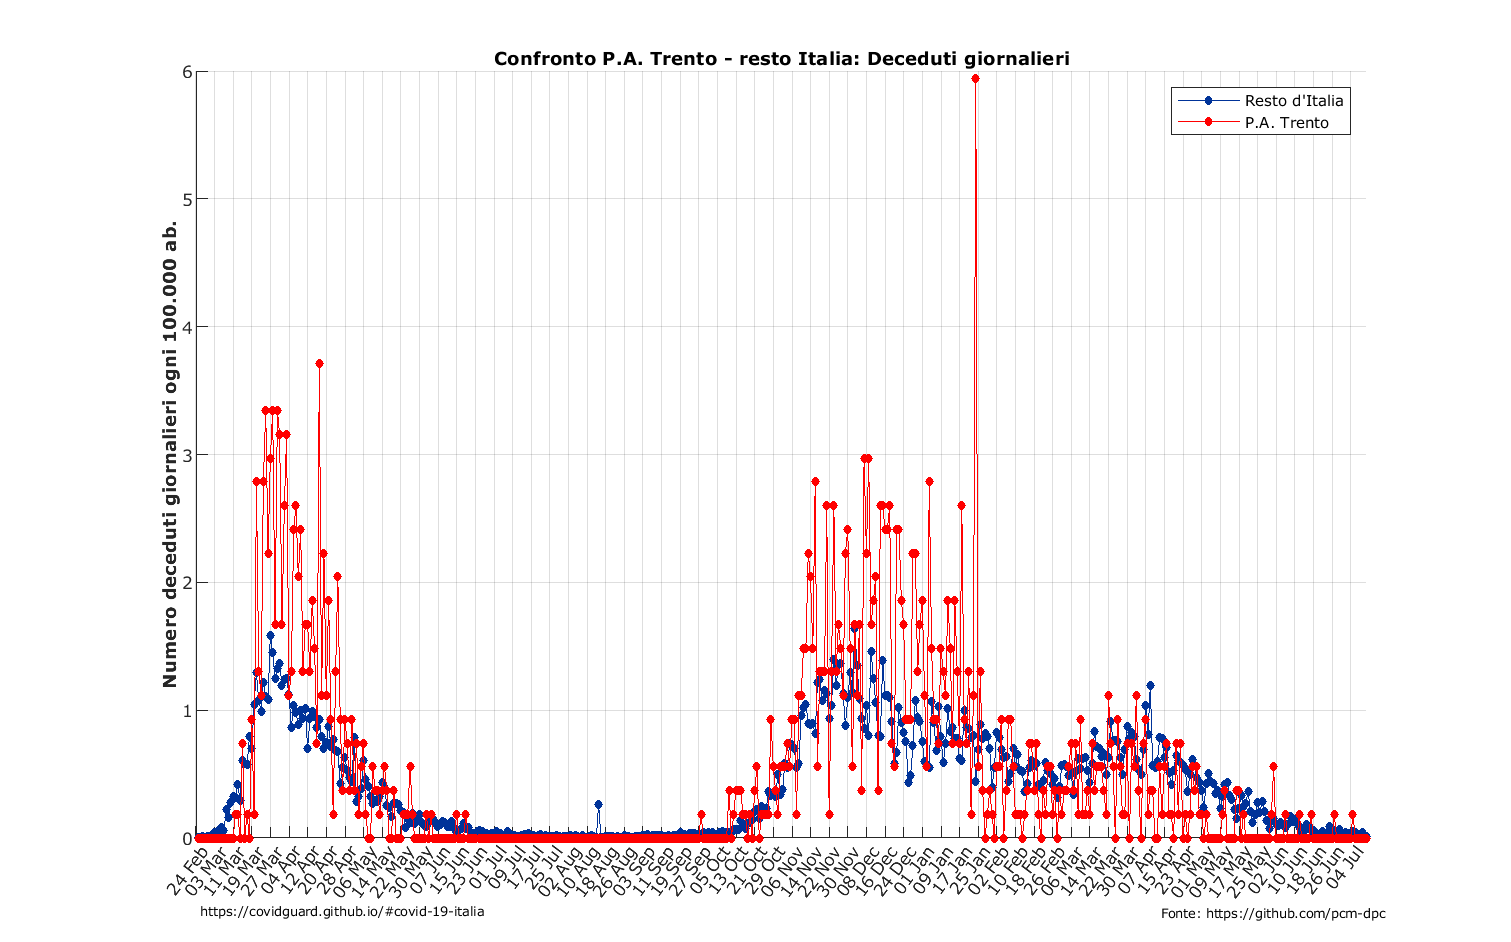 Confronto P.A. Trento - resto Italia: Deceduti giornalieri
Resto d'Italia
P.A. Trento
Numero deceduti giornalieri ogni 100.000 ab.
6
5
4
3
2
1
0
24 Feb
03 Mar
11 Mar
19 Mar
27 Mar
04 Apr
12 Apr
20 Apr
28 Apr
06 May
14 May
22 May
30 May
07 Jun
15 Jun
23 Jun
01 Jul
09 Jul
17 Jul
25 Jul
02 Aug
10 Aug
18 Aug
26 Aug
03 Sep
11 Sep
19 Sep
27 Sep
05 Oct
13 Oct
21 Oct
29 Oct
06 Nov
14 Nov
22 Nov
30 Nov
08 Dec
16 Dec
24 Dec
01 Jan
09 Jan
17 Jan
25 Jan
02 Feb
10 Feb
18 Feb
26 Feb
06 Mar
14 Mar
22 Mar
30 Mar
07 Apr
15 Apr
23 Apr
01 May
09 May
17 May
25 May
02 Jun
10 Jun
18 Jun
26 Jun
04 Jul
https://covidguard.github.io/#covid-19-italia
Fonte: https://github.com/pcm-dpc